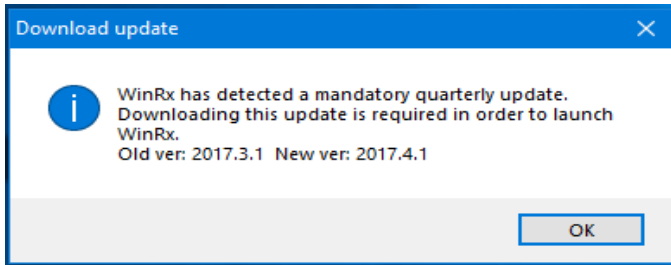 Download update
WinRx has detected a mandatory quarterly update.
Downloading this update is required in order to launch
WinRx.
Old ver: 2017.3.1  New ver: 2017.4.1
OK